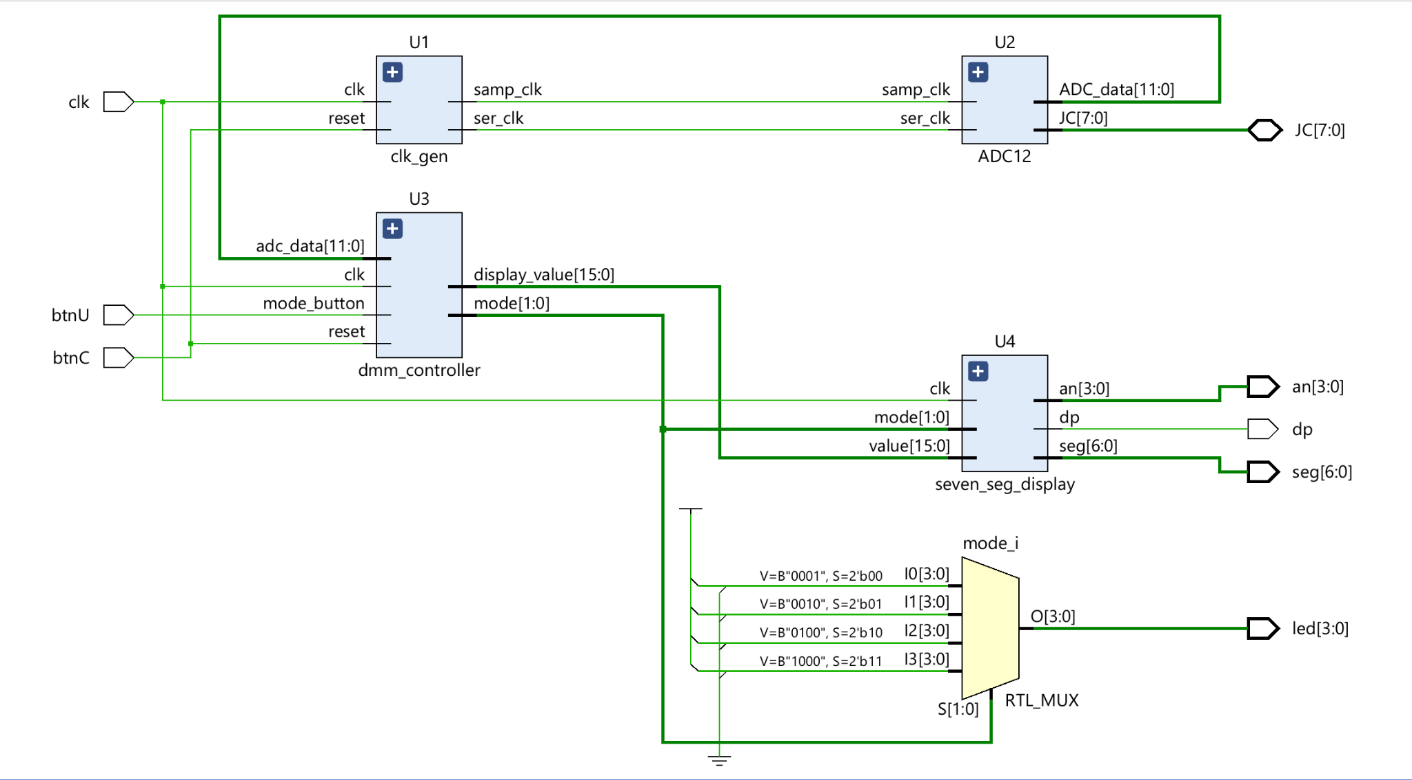 U1
clk
reset
samp_clk
ser_clk
clk_gen
U2
samp_clk
ser_clk
ADC_data[11:0]
JC[7:0]
ADC12
clk
JC[7:0]
U3
adc_data[11:0]
clk
mode_button
reset
display_value[15:0]
mode[1:0]
dmm_controller
btnU
btnC
U4
clk
mode[1:0]
value[15:0]
an[3:0]
dp
seg[6:0]
seven_seg_display
an[3:0]
dp
seg[6:0]
mode_i
V=B"0001", S=2'b00 I0[3:0]
V=B"0010", S=2'b01 I1[3:0]
V=B"0100", S=2'b10 I2[3:0]
V=B"1000", S=2'b11 I3[3:0]
O[3:0]
led[3:0]
S[1:0]
RTL_MUX